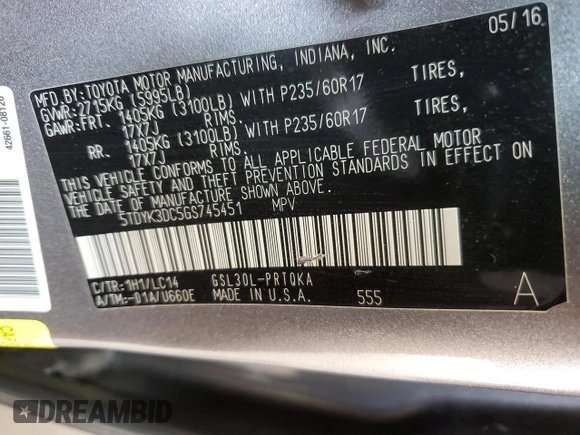 05/16
MFD.BY:TOYOTA MOTOR MANUFACTURING, INDIANA, INC.
GVWR:2715KG (5995LB)
GAWR:FRT. 1405KG (3100LB) WITH P235/60R17 TIRES,
17X7J RIMS.
RR. 1405KG (3100LB) WITH P235/60R17 TIRES,
17X7J RIMS.
THIS VEHICLE CONFORMS TO ALL APPLICABLE FEDERAL MOTOR
VEHICLE SAFETY AND THEFT PREVENTION STANDARDS IN EFFECT ON
THE DATE OF MANUFACTURE SHOWN ABOVE.
5TDYK3DC5GS745451 MPV
C/TR:1H1/LC14 GSL30L-PRTQKA
A/TM:-01A/U660E MADE IN U.S.A. 555 A
42661-08120
DREAMBID